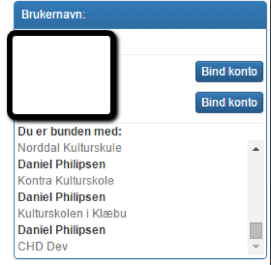 Brukernavn:
Bind konto
Bind konto
Du er bunden med:
Norddal Kulturskule
Daniel Philipsen
Kontra Kulturskole
Daniel Philipsen
Kulturskolen i Klæbu
Daniel Philipsen
CHD Dev